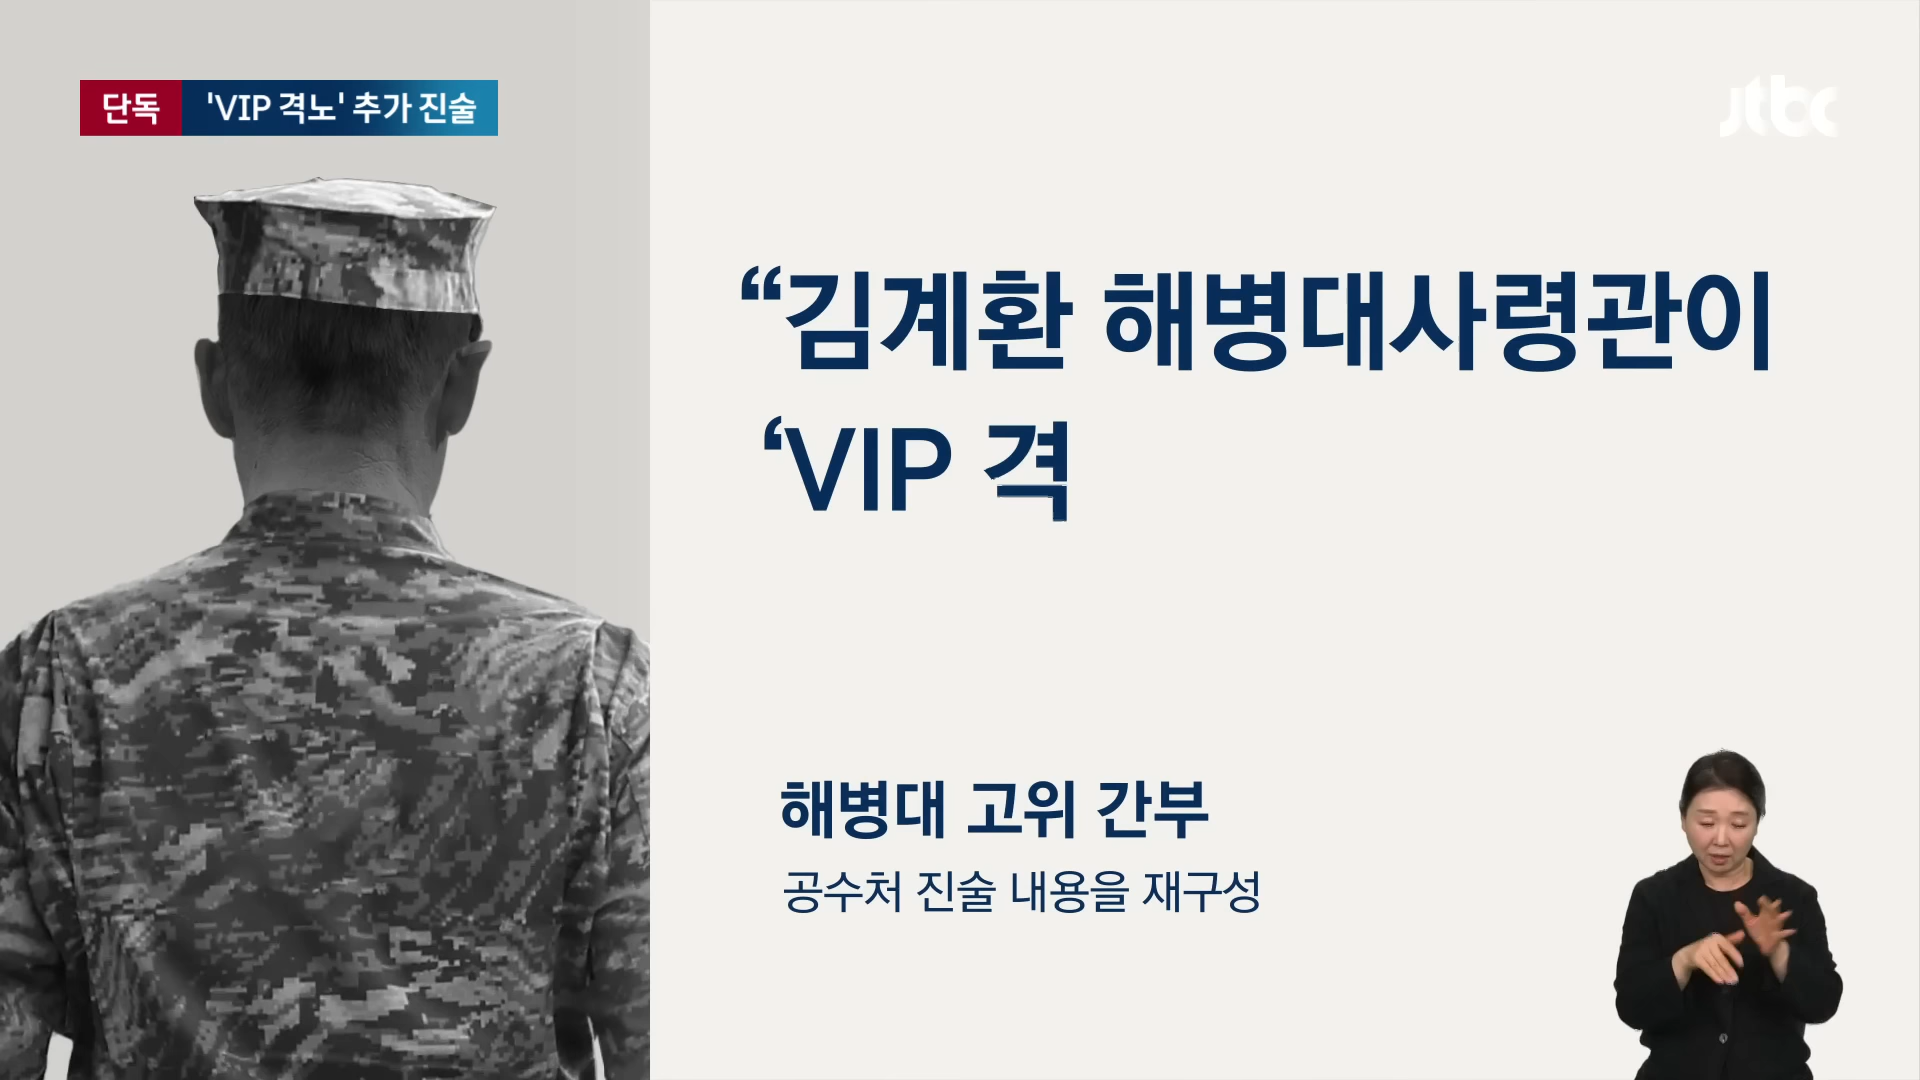 단독 'VIP 격노' 추가 진술
jtbc
“김계환 해병대사령관이
‘VIP 격
해병대 고위 간부
공수처 진술 내용을 재구성